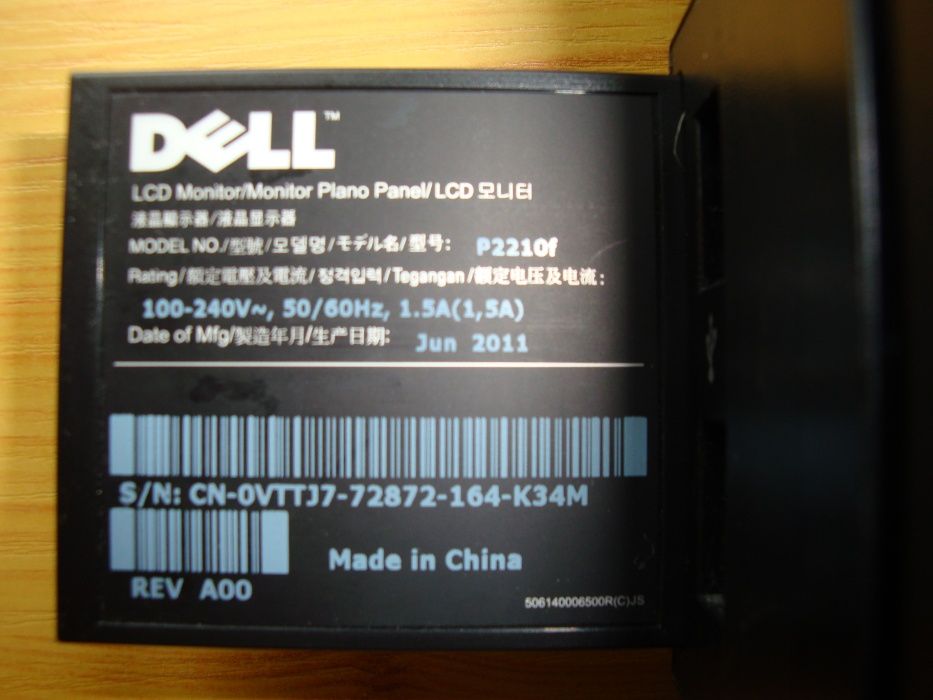 DELL™
LCD Monitor/Monitor Plano Panel/LCD 모니터
液晶顯示器/液晶显示器
MODEL NO./型號/모델명/モデル名/型号: P2210f
Rating/額定電壓及電流/정격입력/Tegangan/额定电压及电流:
100-240V~, 50/60Hz, 1.5A(1,5A)
Date of Mfg/製造年月/生产日期: Jun 2011
S/N: CN-0VTTJ7-72872-164-K34M
Made in China
REV A00
506140006500R(C)JS